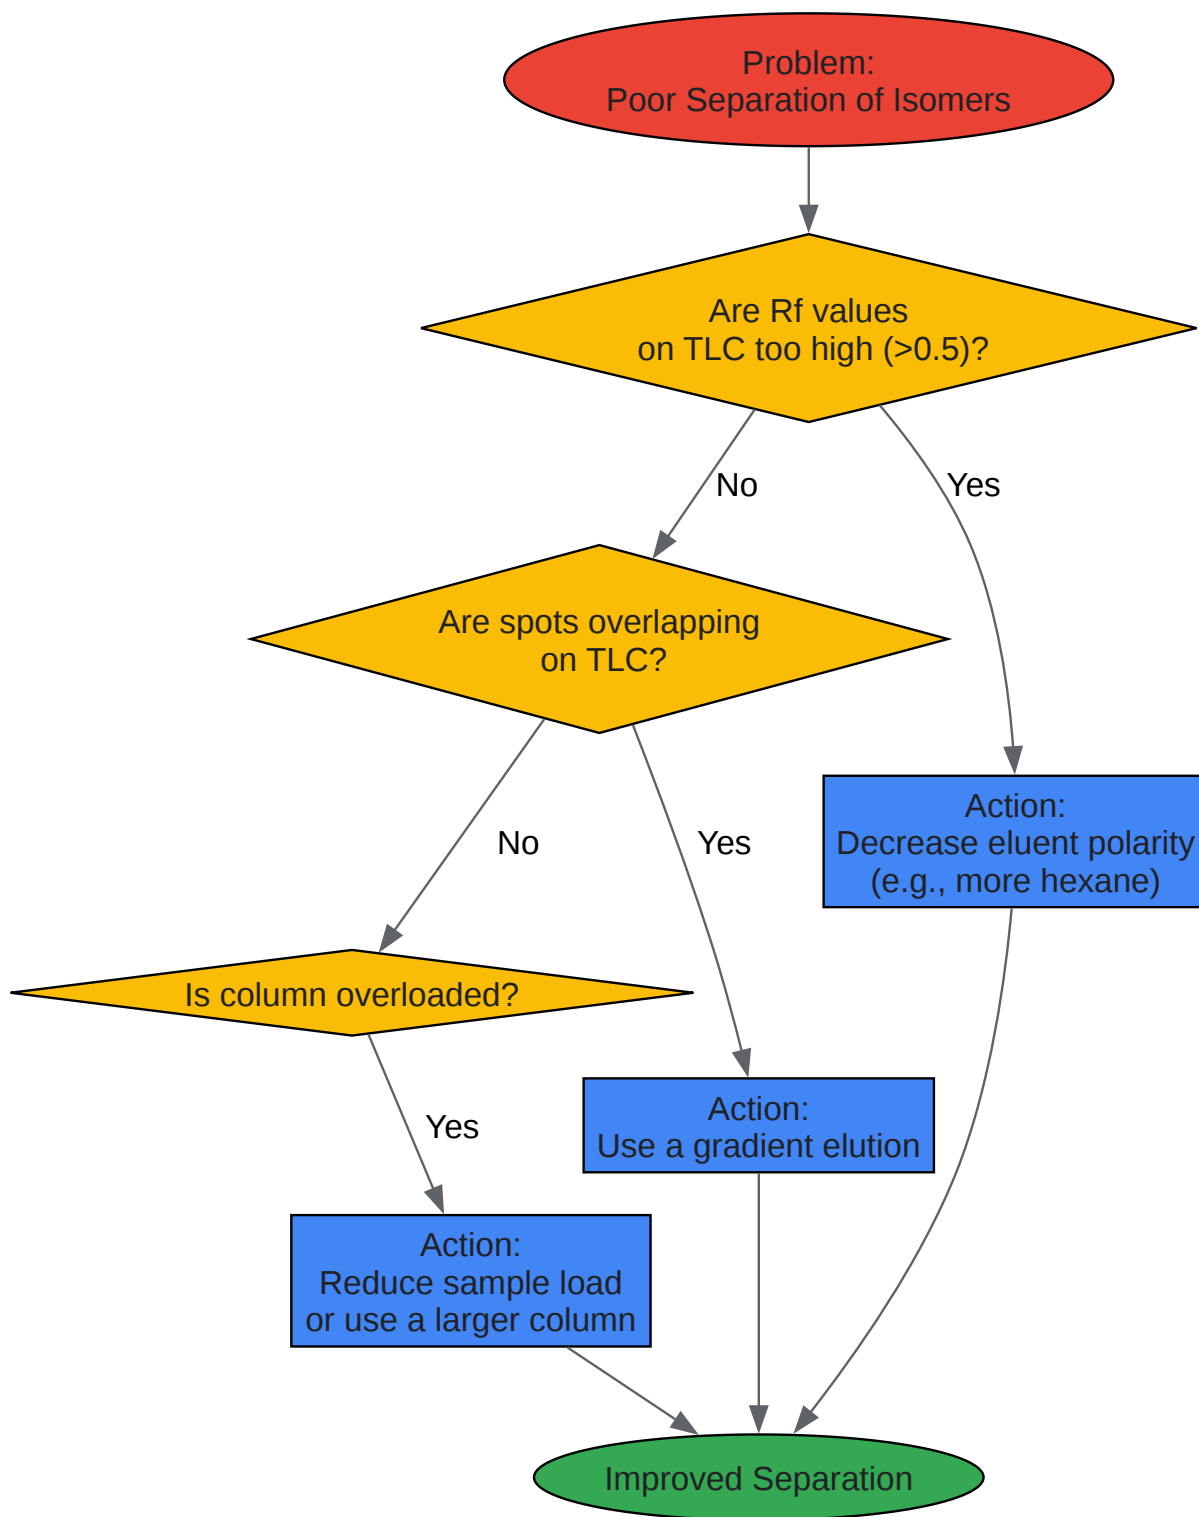 Problem:
Poor Separation of Isomers
Are Rf values
on TLC too high (>0.5)?
No
Yes
Are spots overlapping
on TLC?
Action:
Decrease eluent polarity
(e.g., more hexane)
No
Yes
Is column overloaded?
Action:
Use a gradient elution
Yes
Action:
Reduce sample load
or use a larger column
Improved Separation